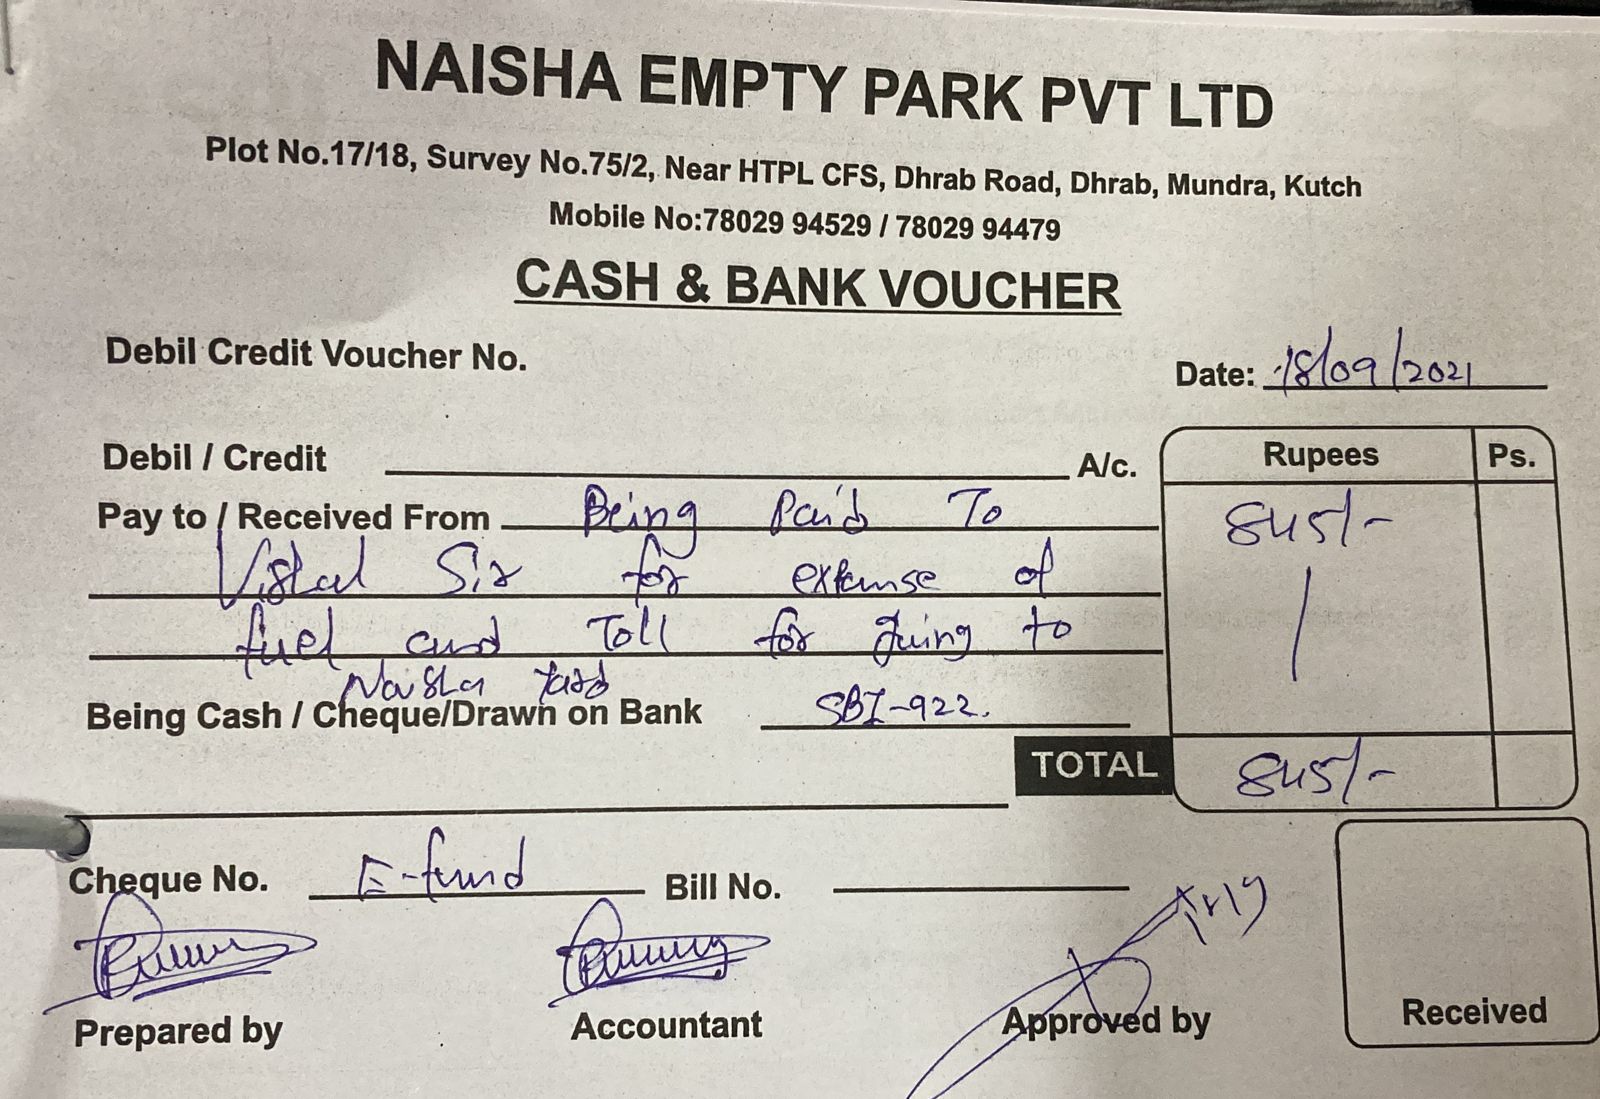 NAISHA EMPTY PARK PVT LTD
Plot No.17/18, Survey No.75/2, Near HTPL CFS, Dhrab Road, Dhrab, Mundra, Kutch
Mobile No:78029 94529 / 78029 94479
CASH & BANK VOUCHER
Debil Credit Voucher No.
Date: 18/09/2021
Debil / Credit A/c.
Rupees Ps.
Pay to / Received From Being Paid To
845/-
Vishal Sir for expense of
fuel and Toll for going to
Naisha Yard
Being Cash / Cheque/Drawn on Bank SBI-922.
TOTAL 845/-
Cheque No. E-fund Bill No.
Prepared by Accountant Approved by Received